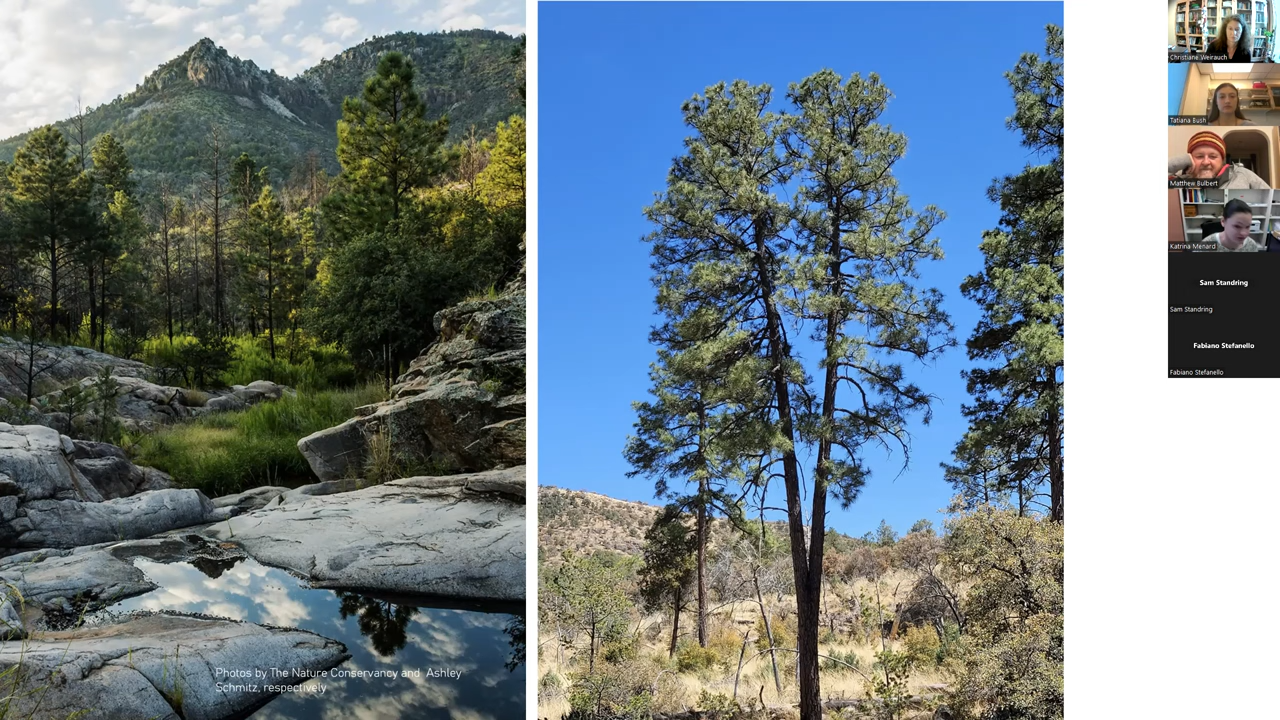 Photos by The Nature Conservancy and Ashley
Schmitz, respectively
Christiane Weirauch
Tatiana Bush
Matthew Bulbert
Katrina Menard
Sam Standring
Sam Standring
Fabiano Stefanello
Fabiano Stefanello